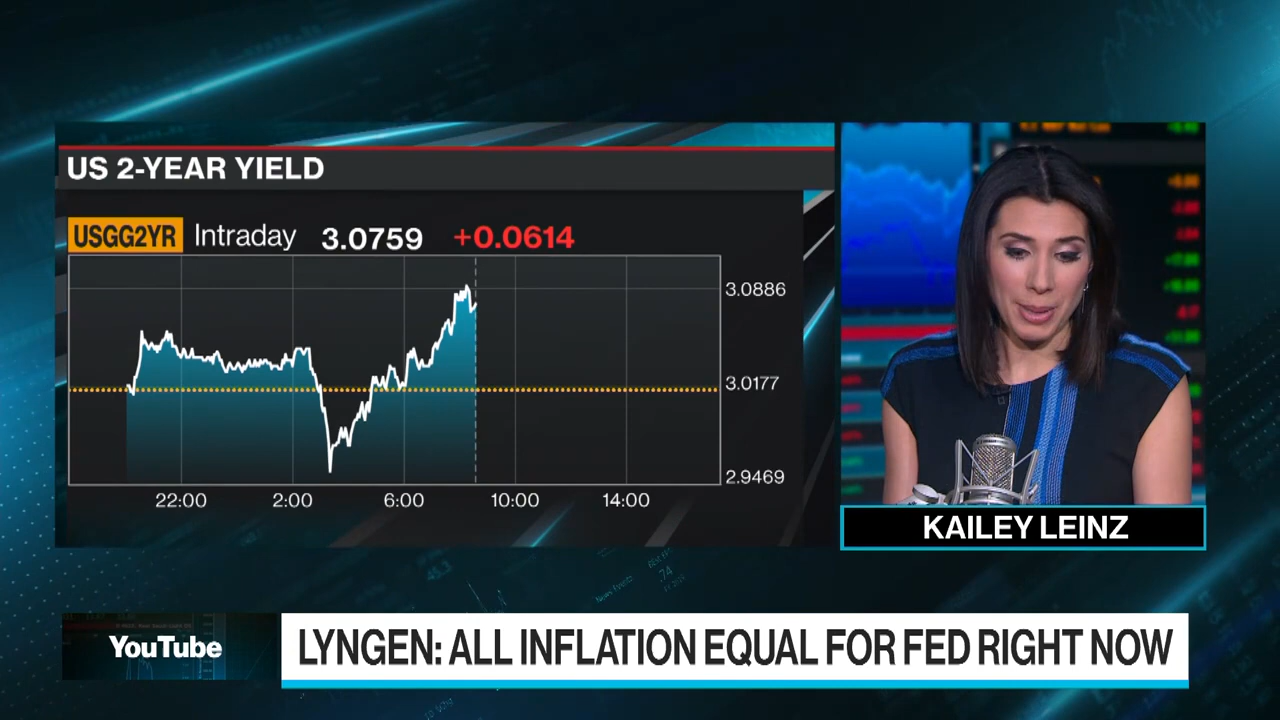 US 2-YEAR YIELD
USGG2YR Intraday 3.0759 +0.0614
3.0886
3.0177
2.9469
22:00 2:00 6:00 10:00 14:00
KAILEY LEINZ
YouTube
LYNGEN: ALL INFLATION EQUAL FOR FED RIGHT NOW